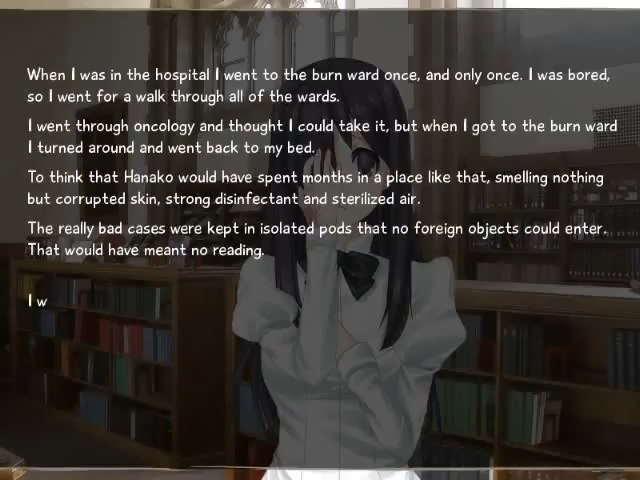 When I was in the hospital I went to the burn ward once, and only once. I was bored,
so I went for a walk through all of the wards.
I went through oncology and thought I could take it, but when I got to the burn ward
I turned around and went back to my bed.
To think that Hanako would have spent months in a place like that, smelling nothing
but corrupted skin, strong disinfectant and sterilized air.
The really bad cases were kept in isolated pods that no foreign objects could enter.
That would have meant no reading.
I w